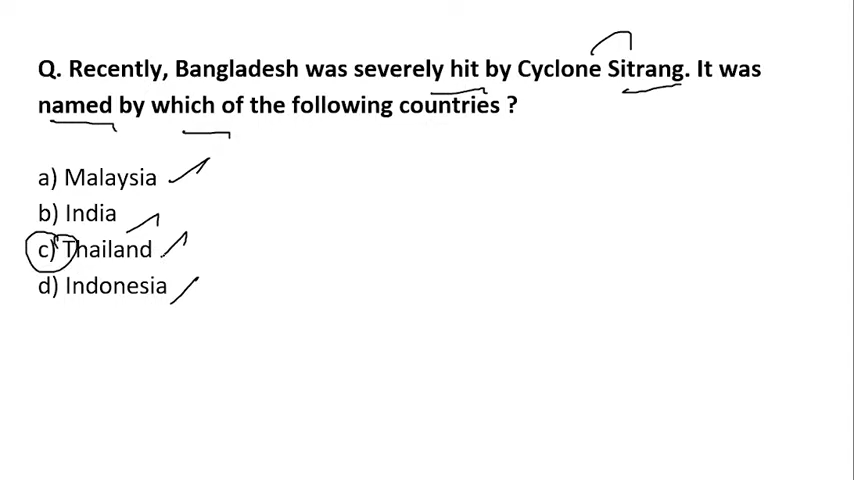 Q. Recently, Bangladesh was severely hit by Cyclone Sitrang. It was
named by which of the following countries ?
a) Malaysia
b) India
c) Thailand
d) Indonesia